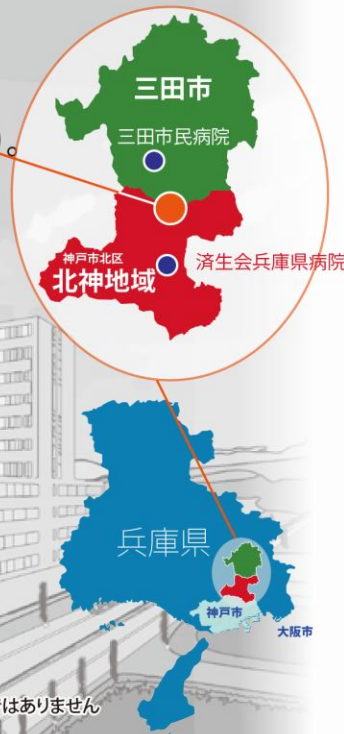 。
三田市
三田市民病院
神戸市北区
北神地域
済生会兵庫県病院
兵庫県
神戸市
大阪市
はありません